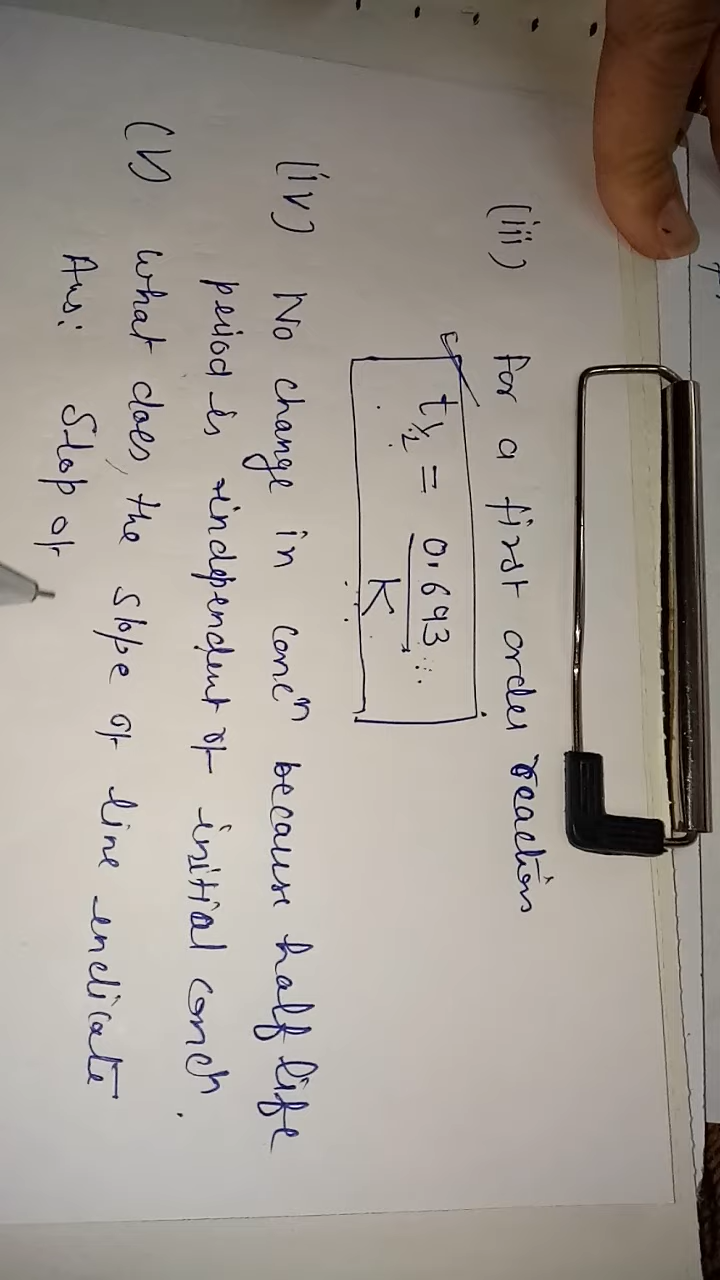 (iii) for a first order reaction
t½ = 0.693
K
(iv) No change in concⁿ because half life
period is independent of initial concn.
(V) what does, the slope of line endicate
Ans: Slop of